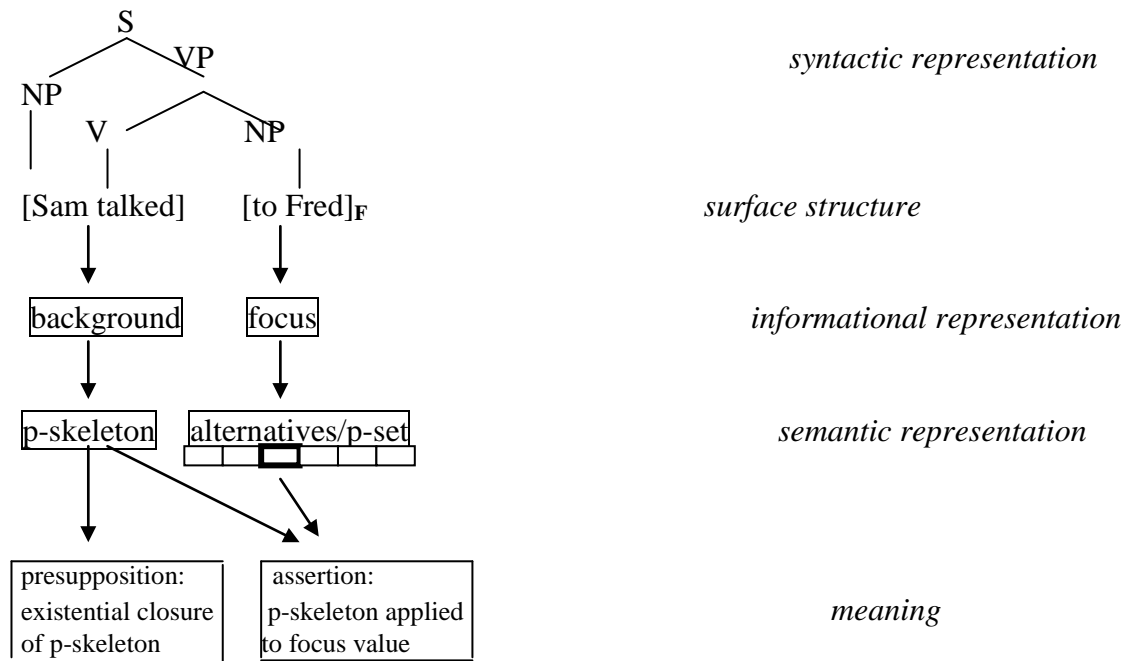 S
VP syntactic representation
NP
V NP
[Sam talked] [to Fred]F surface structure
background focus informational representation
p-skeleton alternatives/p-set semantic representation
presupposition: assertion:
existential closure p-skeleton applied meaning
of p-skeleton to focus value